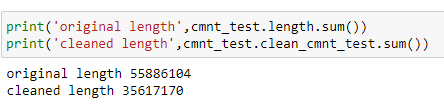 print('original length',cmnt_test.length.sum())
print('cleaned length',cmnt_test.clean_cmnt_test.sum())
original length 55886104
cleaned length 35617170